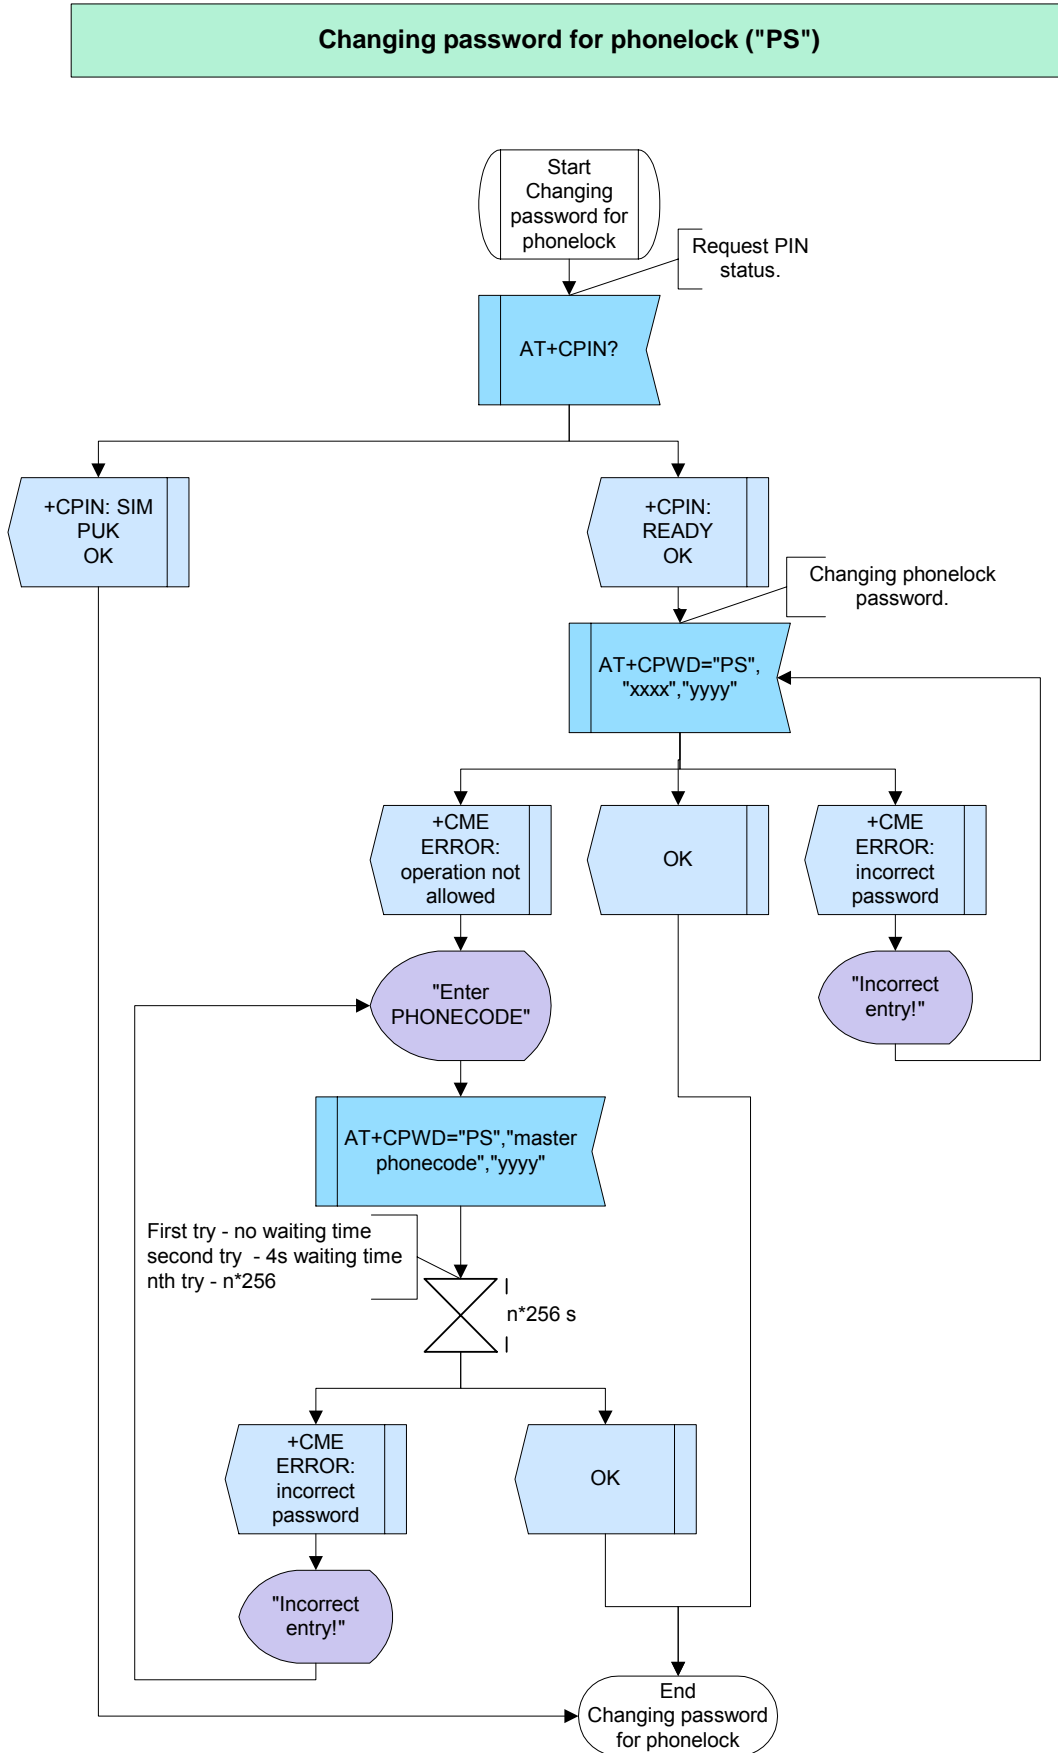 Changing password for phonelock ("PS")
Start
Changing
password for
phonelock
Request PIN
status.
AT+CPIN?
+CPIN: SIM
PUK
OK
+CPIN:
READY
OK
Changing phonelock
password.
AT+CPWD="PS",
"xxxx","yyyy"
+CME
ERROR:
operation not
allowed
OK
+CME
ERROR:
incorrect
password
"Enter
PHONECODE"
"Incorrect
entry!"
AT+CPWD="PS","master
phonecode","yyyy"
First try - no waiting time
second try  - 4s waiting time
nth try - n*256
n*256 s
+CME
ERROR:
incorrect
password
OK
"Incorrect
entry!"
End
Changing password
for phonelock